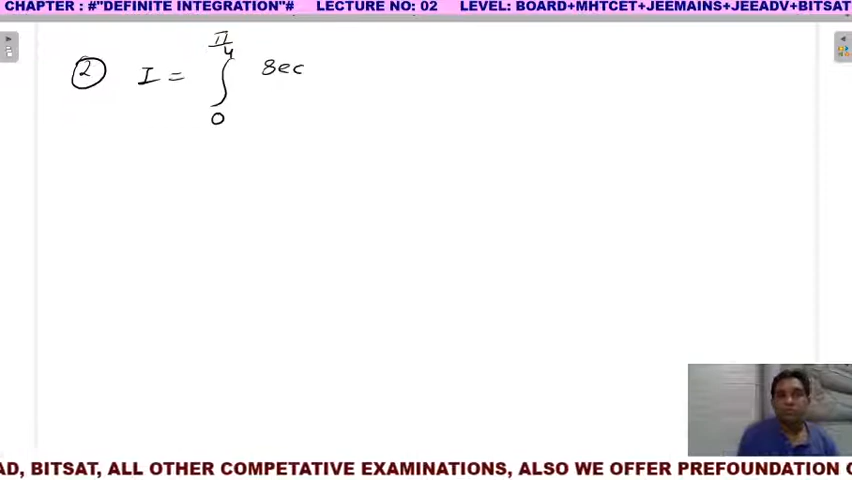 CHAPTER : #"DEFINITE INTEGRATION"# LECTURE NO: 02 LEVEL: BOARD+MHTCET+JEEMAINS+JEEADV+BITSAT
π/4
② I = ∫ sec
0
AD, BITSAT, ALL OTHER COMPETATIVE EXAMINATIONS, ALSO WE OFFER PREFOUNDATION